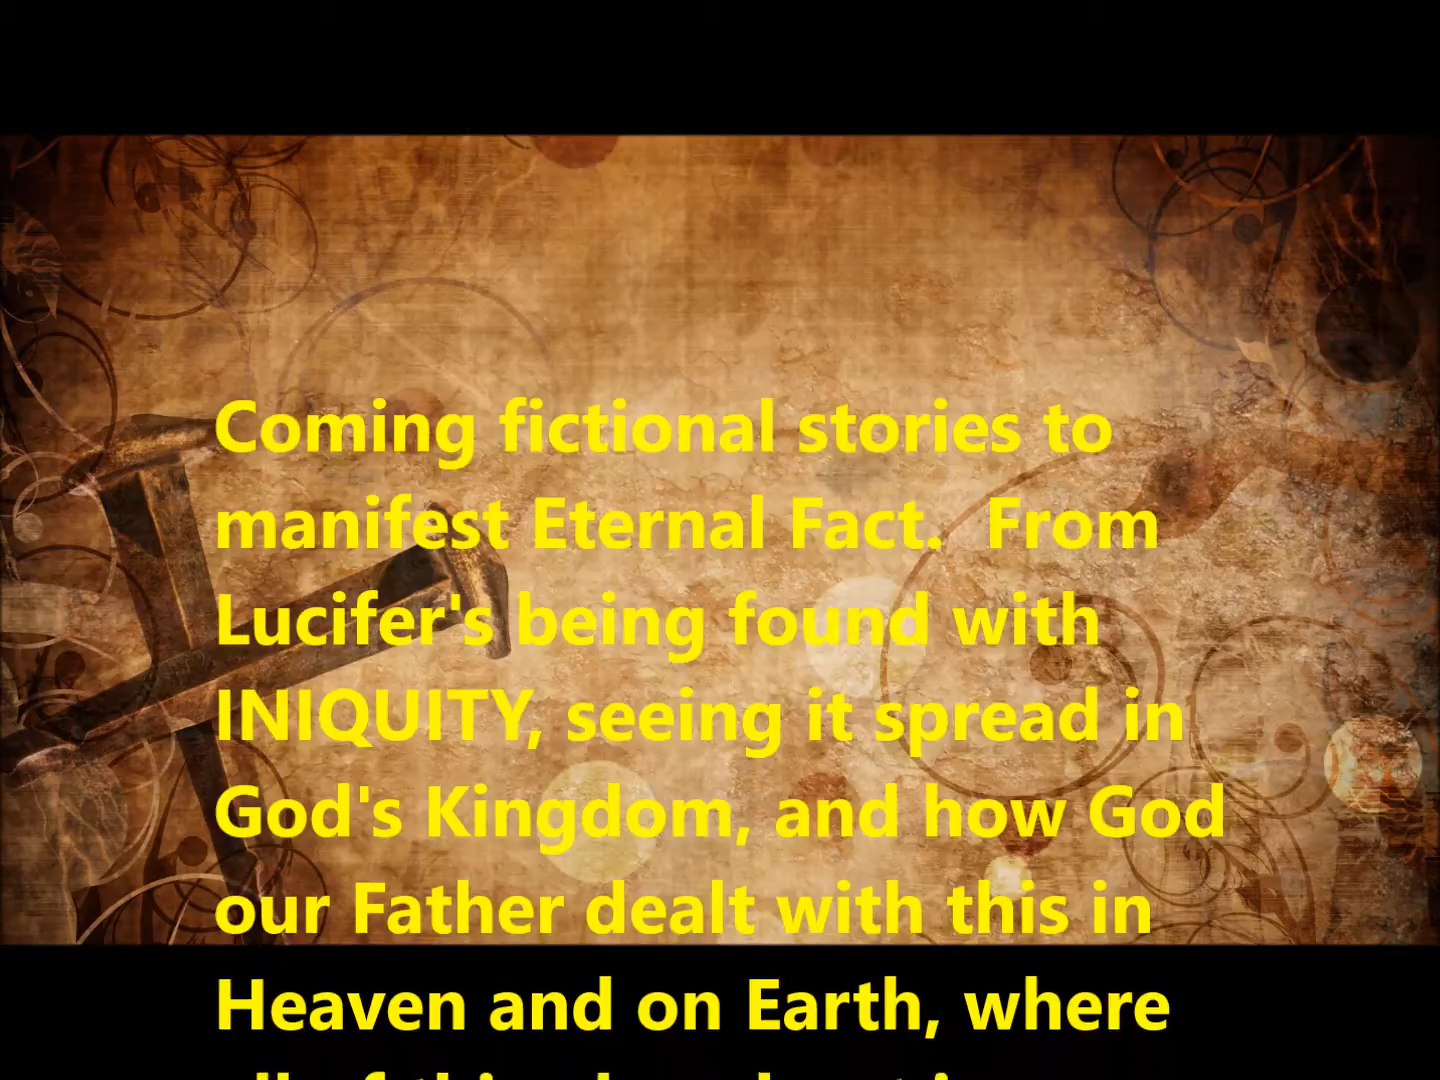 Coming fictional stories to
manifest Eternal Fact.  From
Lucifer's being found with
INIQUITY, seeing it spread in
God's Kingdom, and how God
our Father dealt with this in
Heaven and on Earth, where